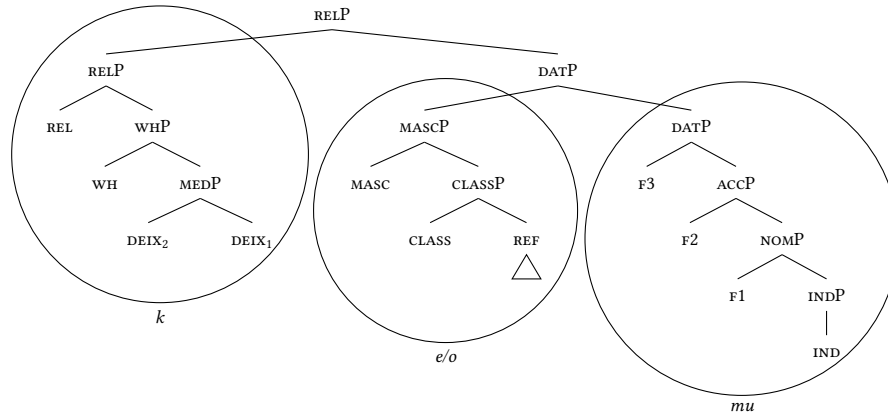 RELP
RELP DATP
REL WHP MASCP DATP
WH MEDP MASC CLASSP F3 ACCP
DEIX₂ DEIX₁ CLASS REF F2 NOMP
F1 INDP
k
e/o IND
mu